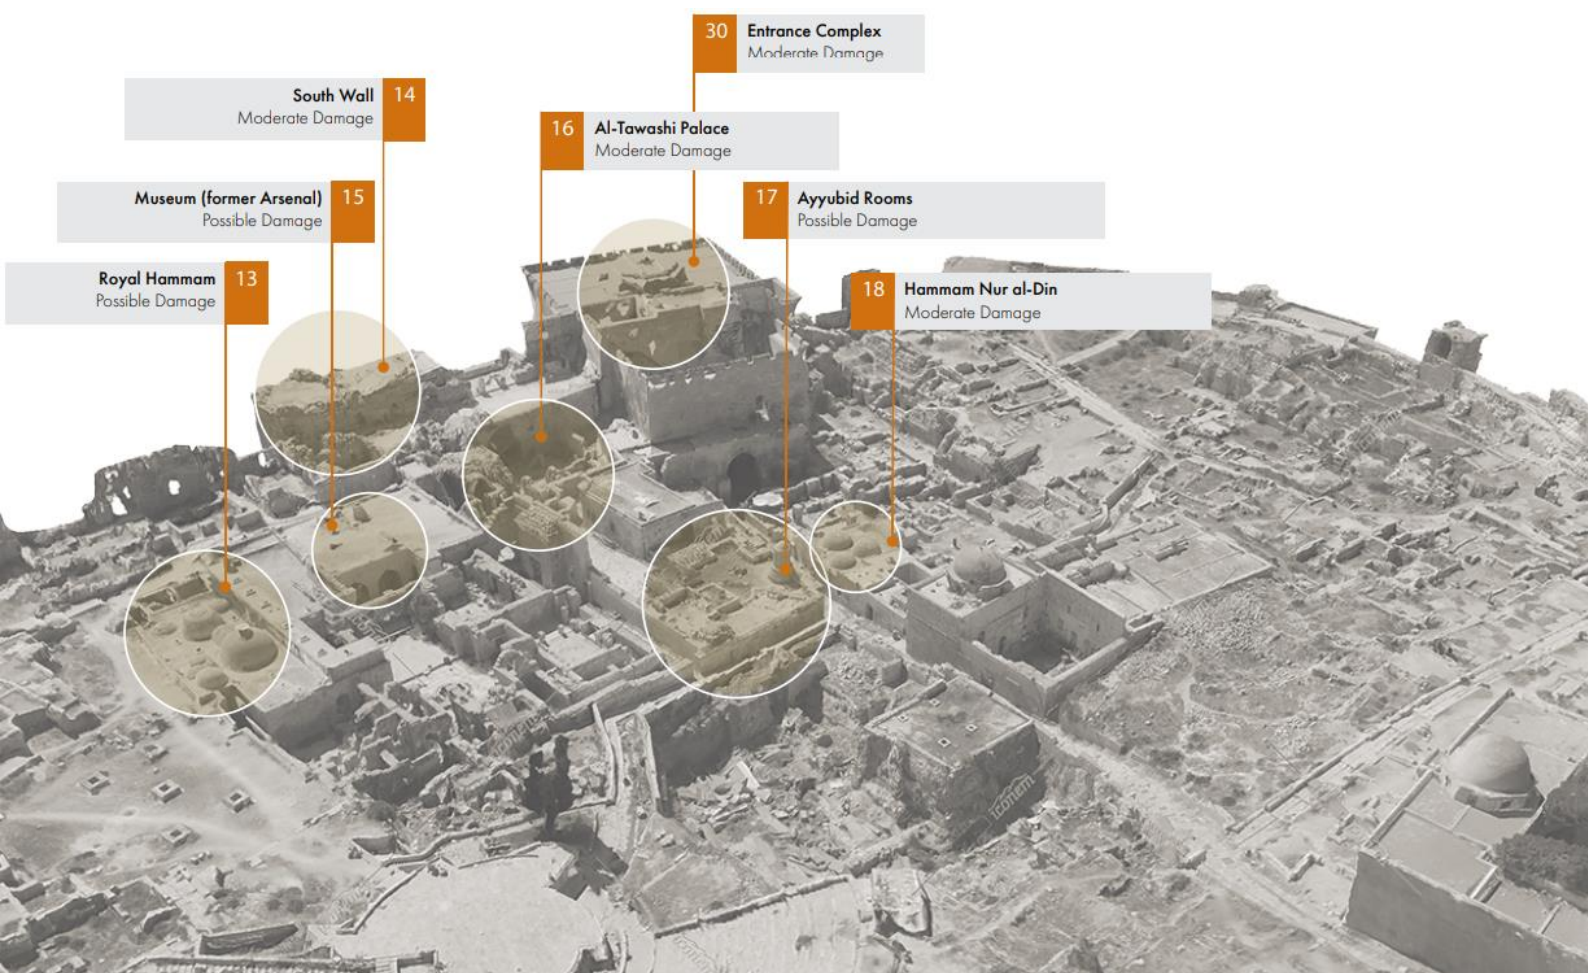 30
Entrance Complex
Moderate Damage
14
South Wall
Moderate Damage
16
Al-Tawashi Palace
Moderate Damage
15
Museum (former Arsenal)
Possible Damage
17
Ayyubid Rooms
Possible Damage
13
Royal Hammam
Possible Damage
18
Hammam Nur al-Din
Moderate Damage
iconem